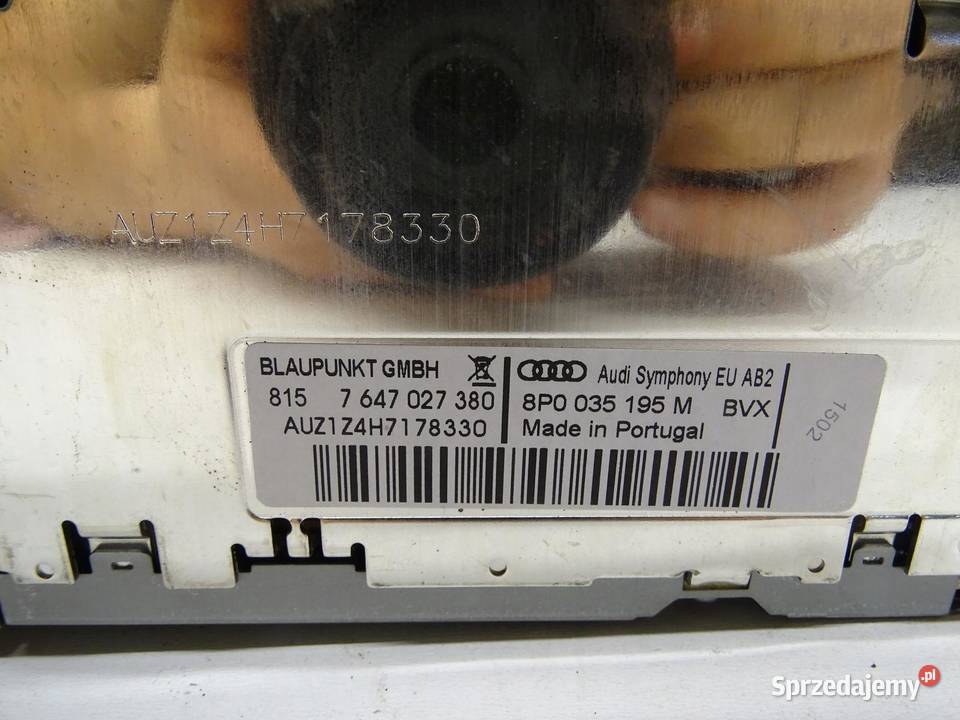 AUZ1Z4H7178330
BLAUPUNKT GMBH
815 7 647 027 380
AUZ1Z4H7178330
Audi Symphony EU AB2
8P0 035 195 M BVX
Made in Portugal
1502
Sprzedajemy.pl